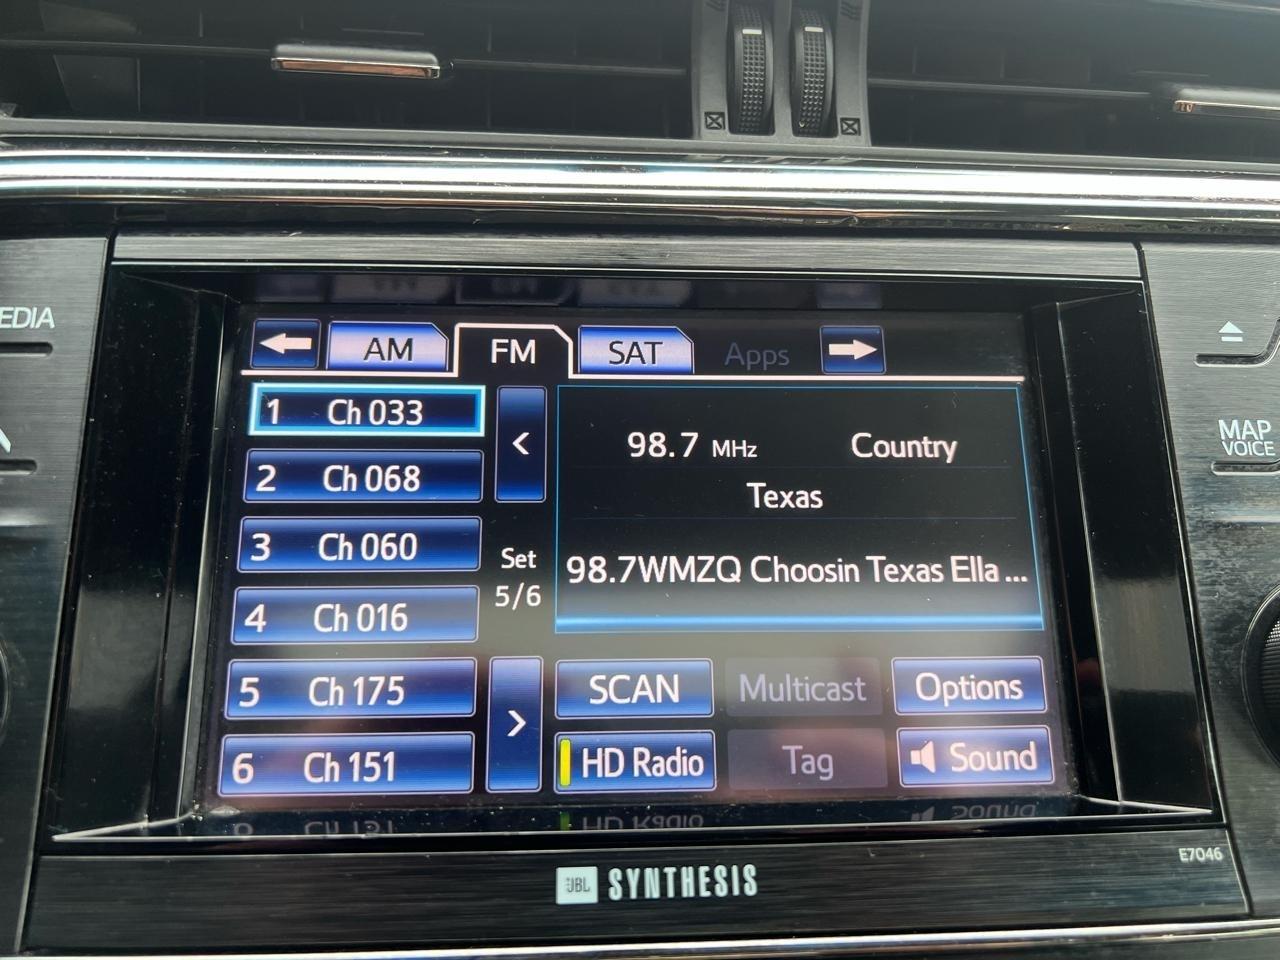 EDIA
AM FM SAT Apps
1 Ch 033
2 Ch 068
3 Ch 060
4 Ch 016
5 Ch 175
6 Ch 151
<
Set
5/6
>
98.7 MHz Country
Texas
98.7WMZQ Choosin Texas Ella ...
SCAN Multicast Options
HD Radio Tag Sound
MAP
VOICE
E7046
JBL SYNTHESIS